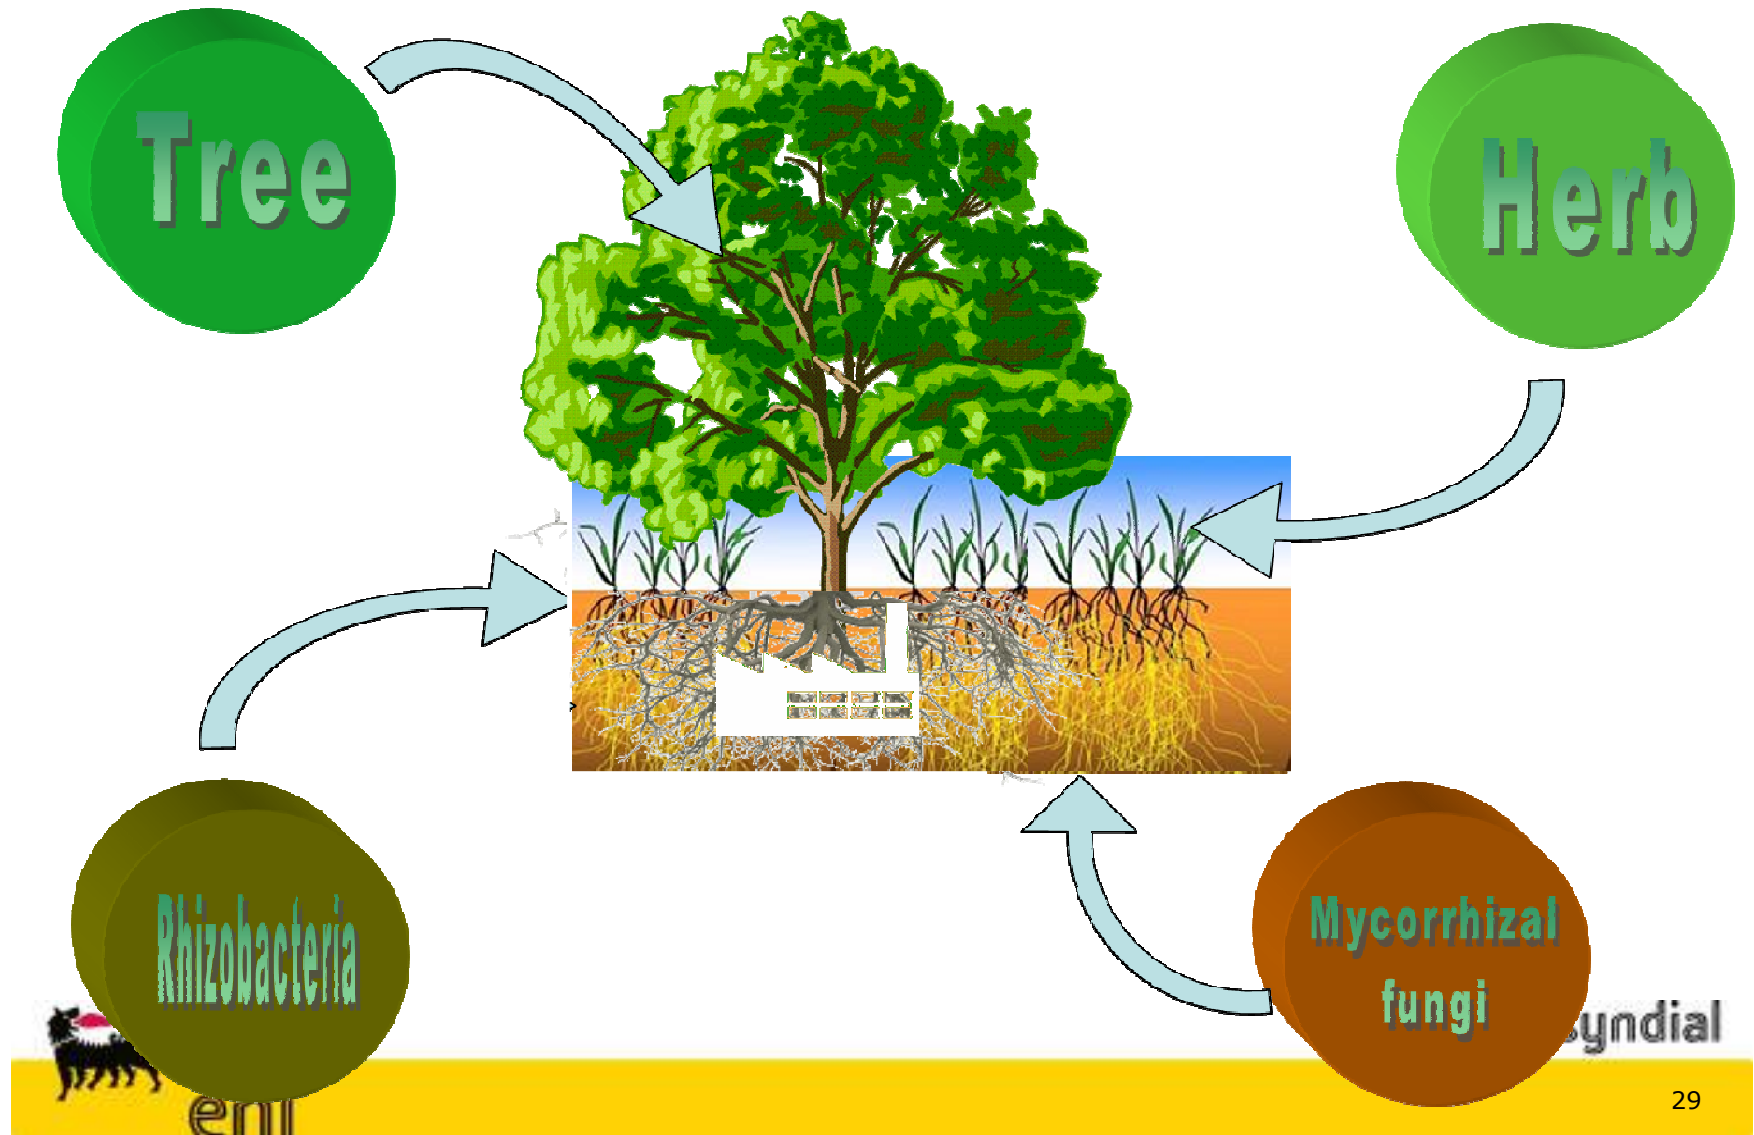 Tree
Herb
Rhizobacteria
Mycorrhizal
fungi
syndial
eni
29